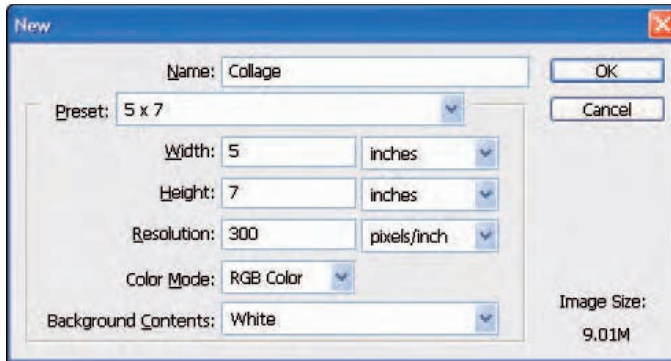 New
Name: Collage
OK
Preset: 5 x 7
Cancel
Width: 5 inches
Height: 7 inches
Resolution: 300 pixels/inch
Color Mode: RGB Color
Background Contents: White
Image Size:
9.01M